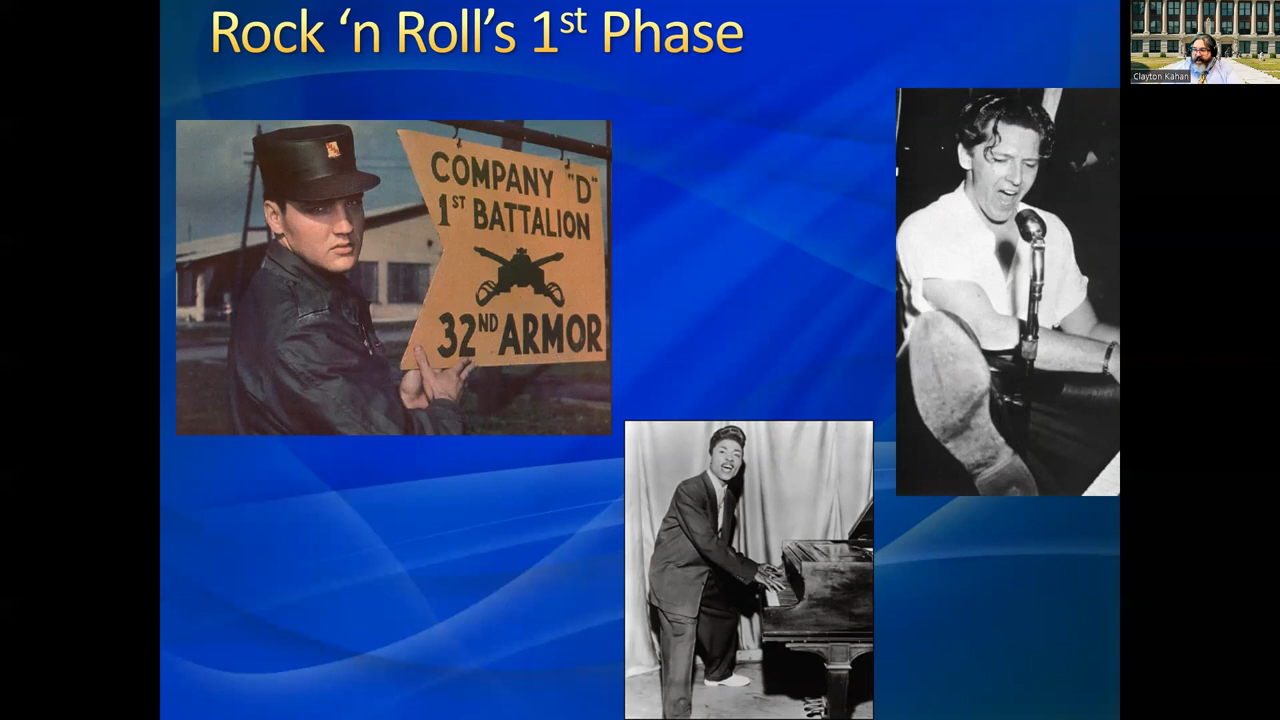 Rock ‘n Roll’s 1st Phase
COMPANY "D"
1ST BATTALION
32ND ARMOR
Clayton Kahan